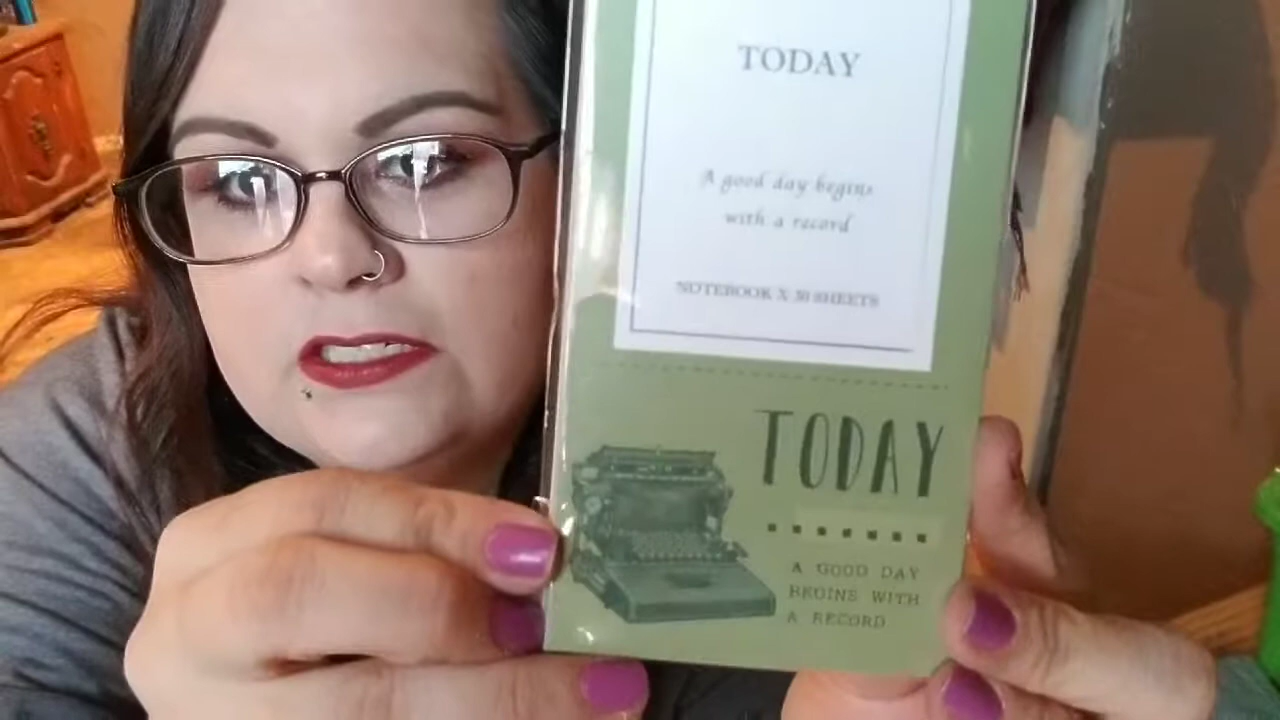 TODAY
A good day begins
with a record
NOTEBOOK X 30 SHEETS
TODAY
A GOOD DAY
BEGINS WITH
A RECORD